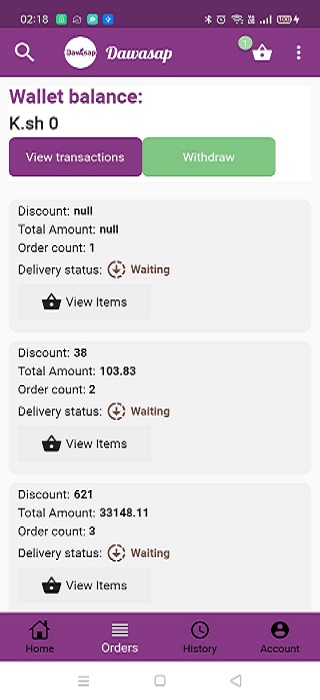 02:18
100
Dawasap
Dawasap
1
Wallet balance:
K.sh 0
View transactions
Withdraw
Discount: null
Total Amount: null
Order count: 1
Delivery status: Waiting
View Items
Discount: 38
Total Amount: 103.83
Order count: 2
Delivery status: Waiting
View Items
Discount: 621
Total Amount: 33148.11
Order count: 3
Delivery status: Waiting
View Items
Home
Orders
History
Account